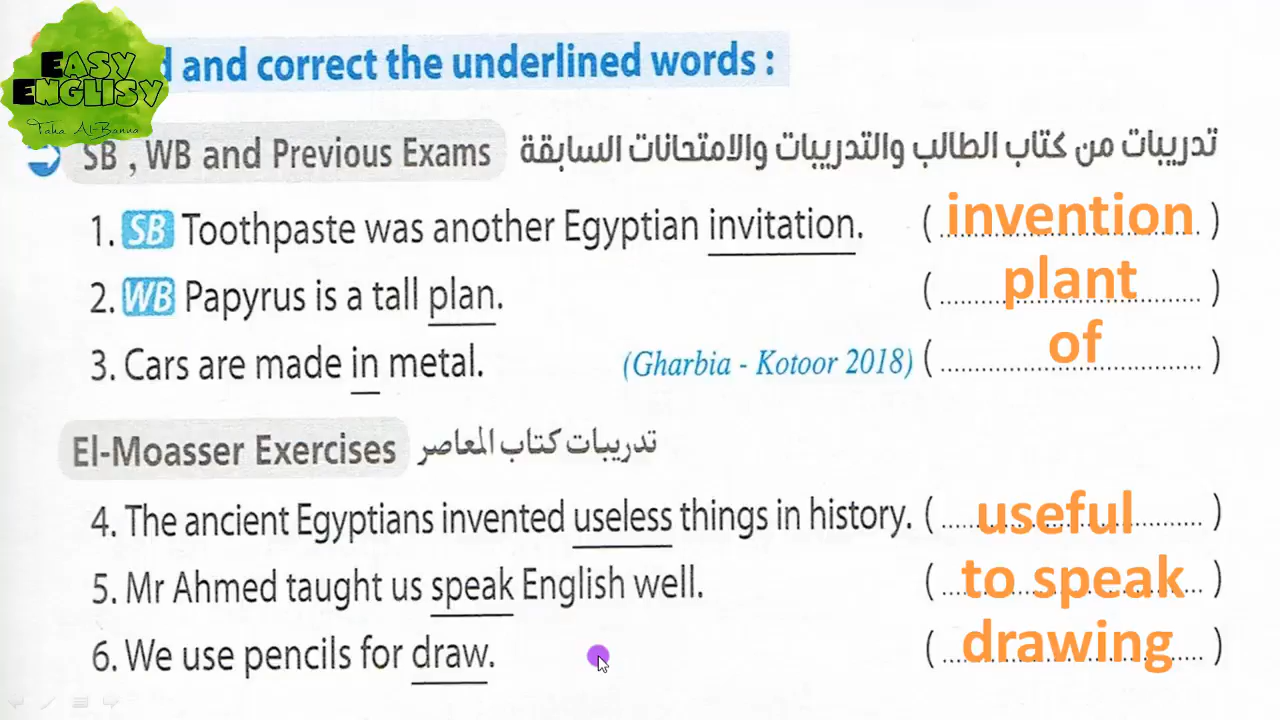 EASY
ENGLISY
Taha Al-Banna
d and correct the underlined words :
SB , WB and Previous Exams تدريبات من كتاب الطالب والتدريبات والامتحانات السابقة
1. SB Toothpaste was another Egyptian invitation. (invention)
2. WB Papyrus is a tall plan. (plant)
3. Cars are made in metal. (Gharbia - Kotoor 2018) (of)
El-Moasser Exercises تدريبات كتاب المعاصر
4. The ancient Egyptians invented useless things in history. (useful)
5. Mr Ahmed taught us speak English well. (to speak)
6. We use pencils for draw. (drawing)